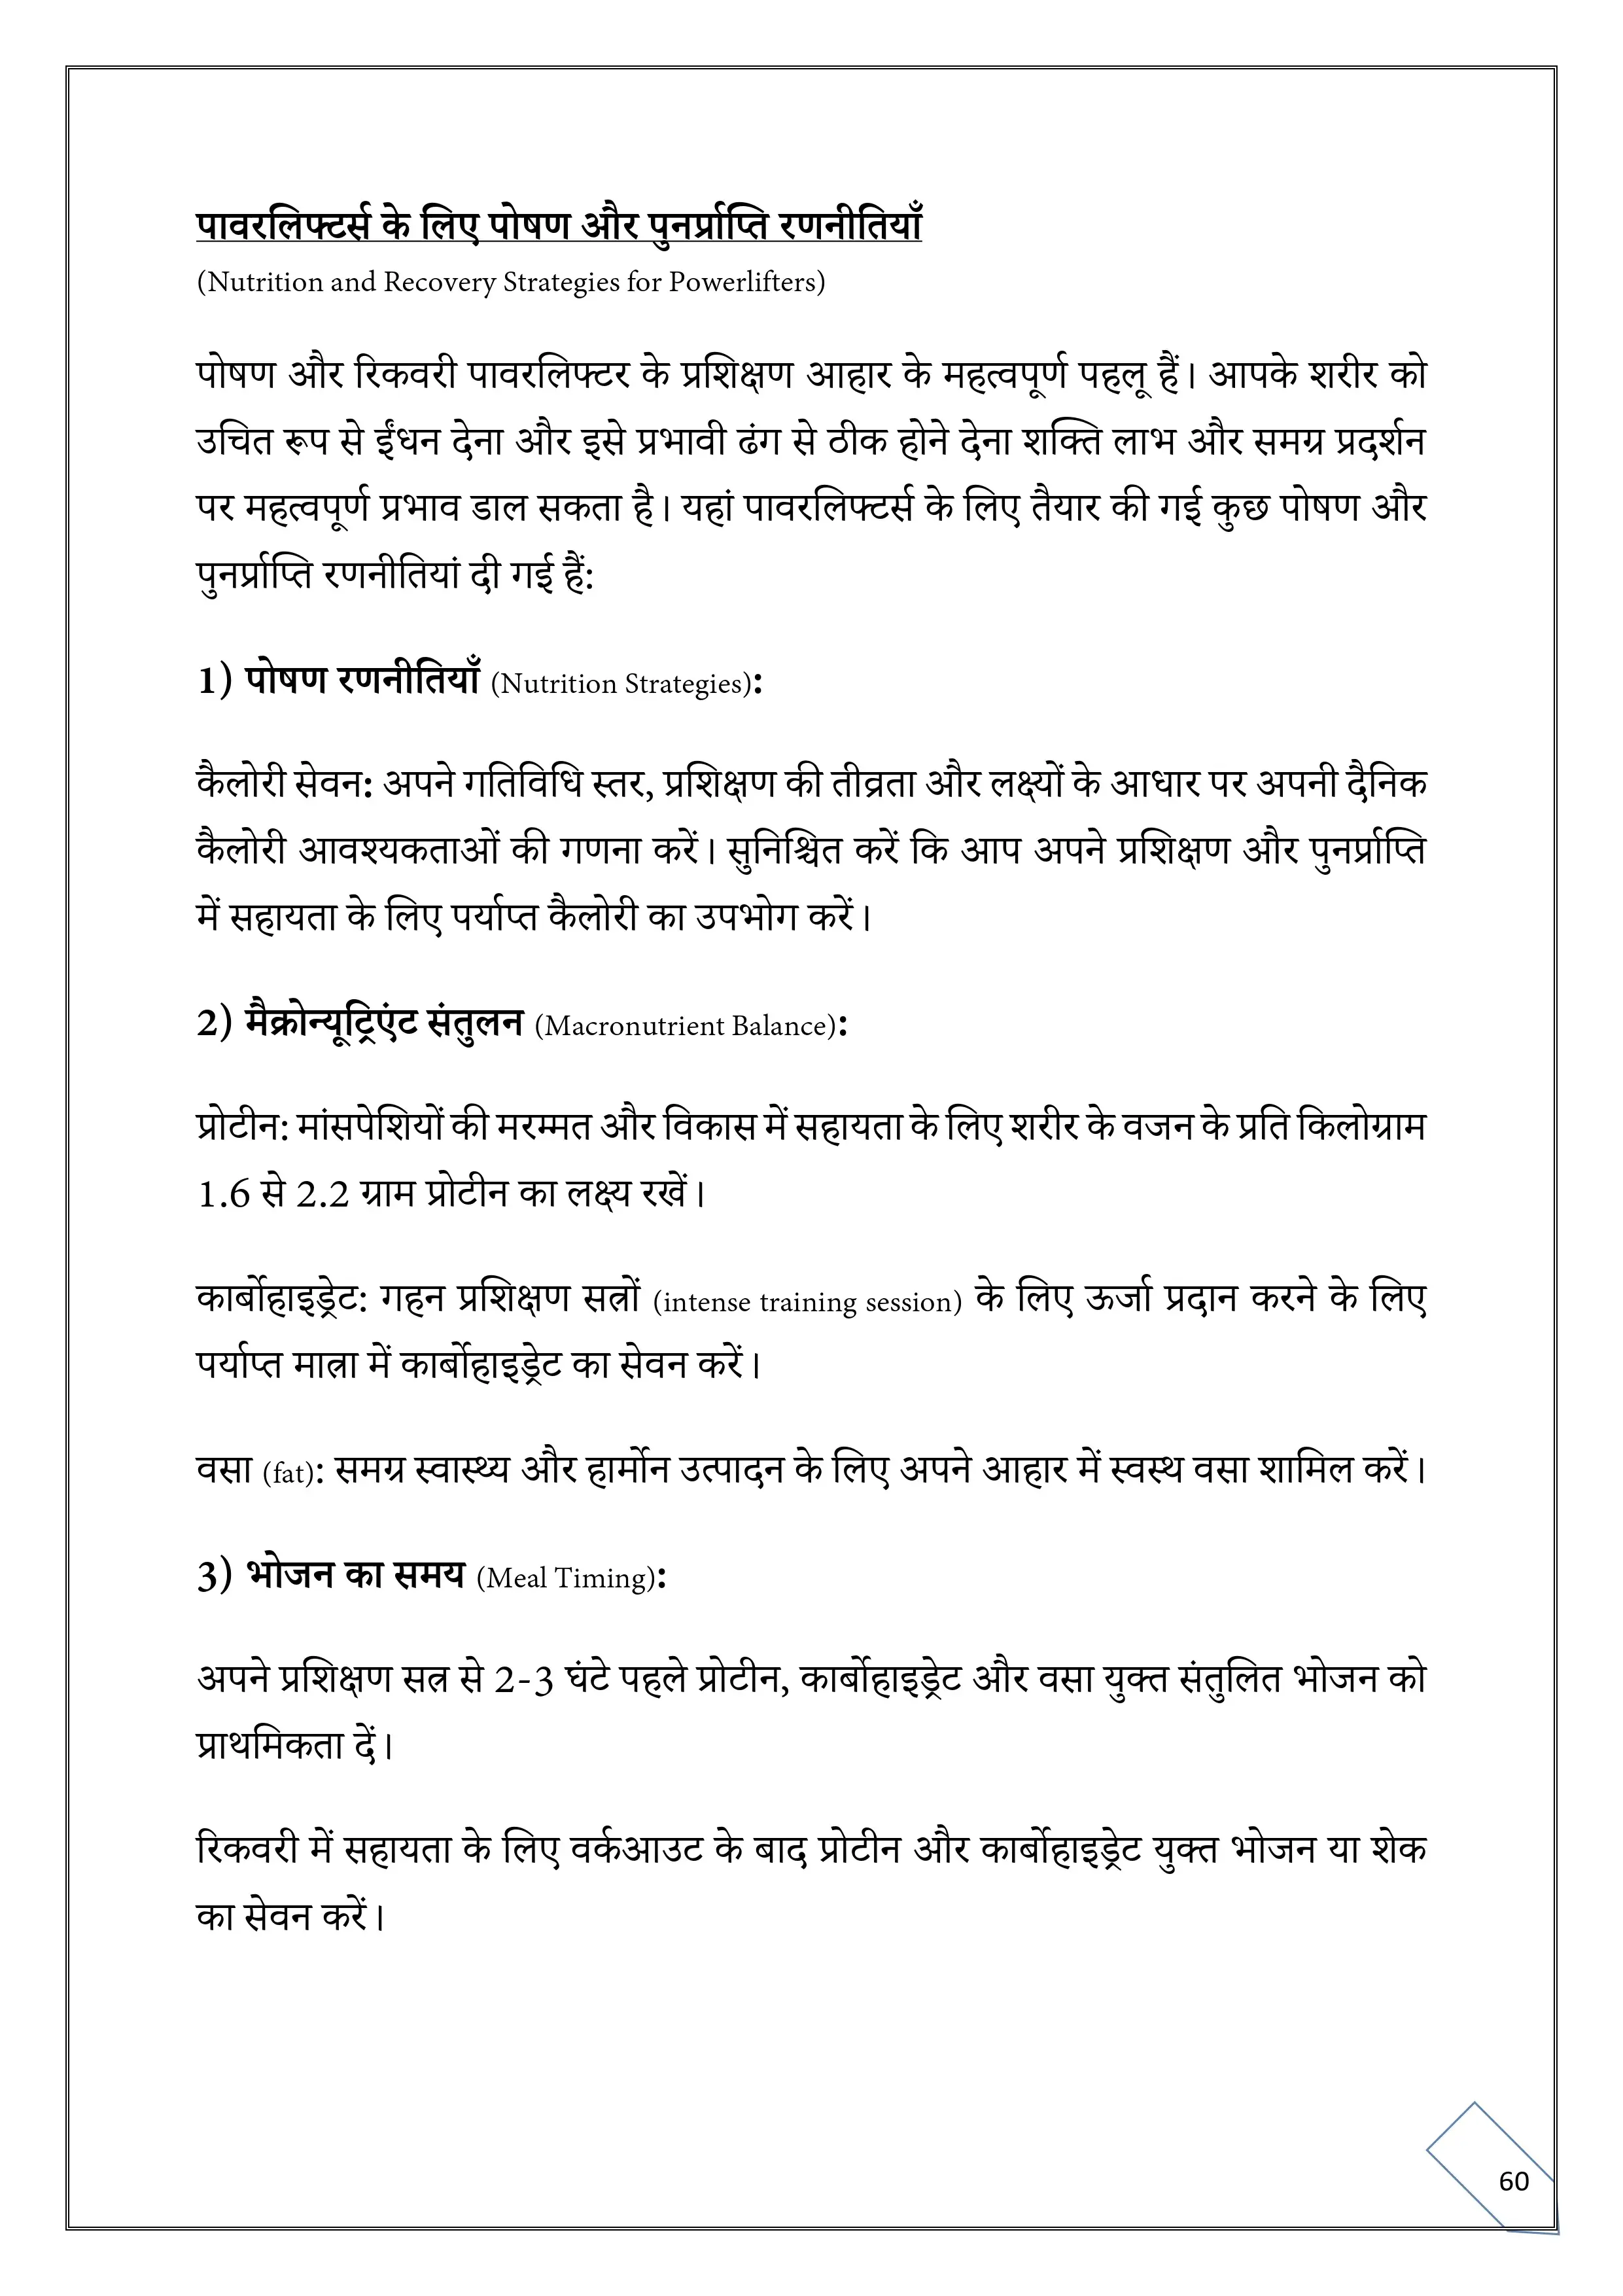 पावरलिफ्टर्स के लिए पोषण और पुनर्प्राप्ति रणनीतियाँ
(Nutrition and Recovery Strategies for Powerlifters)
पोषण और रिकवरी पावरलिफ्टर के प्रशिक्षण आहार के महत्वपूर्ण पहलू हैं। आपके शरीर को
उचित रूप से ईंधन देना और इसे प्रभावी ढंग से ठीक होने देना शक्ति लाभ और समग्र प्रदर्शन
पर महत्वपूर्ण प्रभाव डाल सकता है। यहां पावरलिफ्टर्स के लिए तैयार की गई कुछ पोषण और
पुनर्प्राप्ति रणनीतियां दी गई हैं:
1) पोषण रणनीतियाँ (Nutrition Strategies):
कैलोरी सेवन: अपने गतिविधि स्तर, प्रशिक्षण की तीव्रता और लक्ष्यों के आधार पर अपनी दैनिक
कैलोरी आवश्यकताओं की गणना करें। सुनिश्चित करें कि आप अपने प्रशिक्षण और पुनर्प्राप्ति
में सहायता के लिए पर्याप्त कैलोरी का उपभोग करें।
2) मैक्रोन्यूट्रिएंट संतुलन (Macronutrient Balance):
प्रोटीन: मांसपेशियों की मरम्मत और विकास में सहायता के लिए शरीर के वजन के प्रति किलोग्राम
1.6 से 2.2 ग्राम प्रोटीन का लक्ष्य रखें।
कार्बोहाइड्रेट: गहन प्रशिक्षण सत्रों (intense training session) के लिए ऊर्जा प्रदान करने के लिए
पर्याप्त मात्रा में कार्बोहाइड्रेट का सेवन करें।
वसा (fat): समग्र स्वास्थ्य और हार्मोन उत्पादन के लिए अपने आहार में स्वस्थ वसा शामिल करें।
3) भोजन का समय (Meal Timing):
अपने प्रशिक्षण सत्र से 2-3 घंटे पहले प्रोटीन, कार्बोहाइड्रेट और वसा युक्त संतुलित भोजन को
प्राथमिकता दें।
रिकवरी में सहायता के लिए वर्कआउट के बाद प्रोटीन और कार्बोहाइड्रेट युक्त भोजन या शेक
का सेवन करें।
60